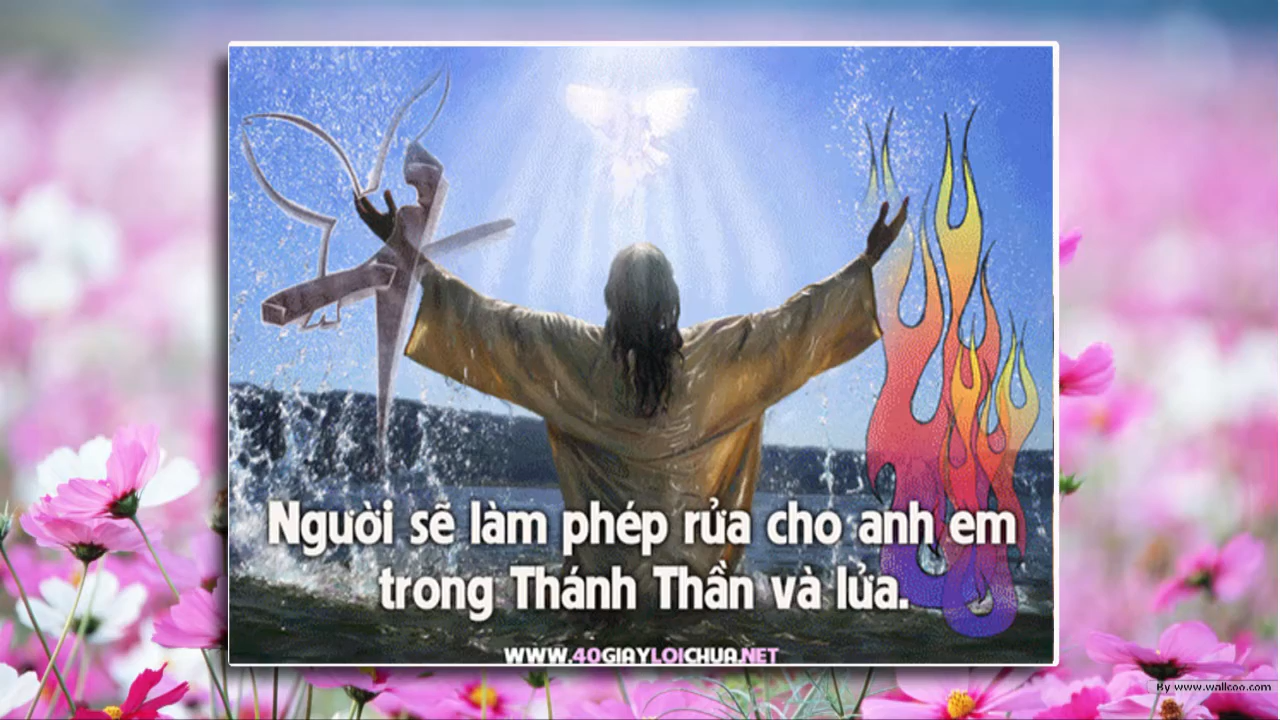 Người sẽ làm phép rửa cho anh em
trong Thánh Thần và lửa.
WWW.40GIAYLOICHUA.NET
By www.wallcoo.com